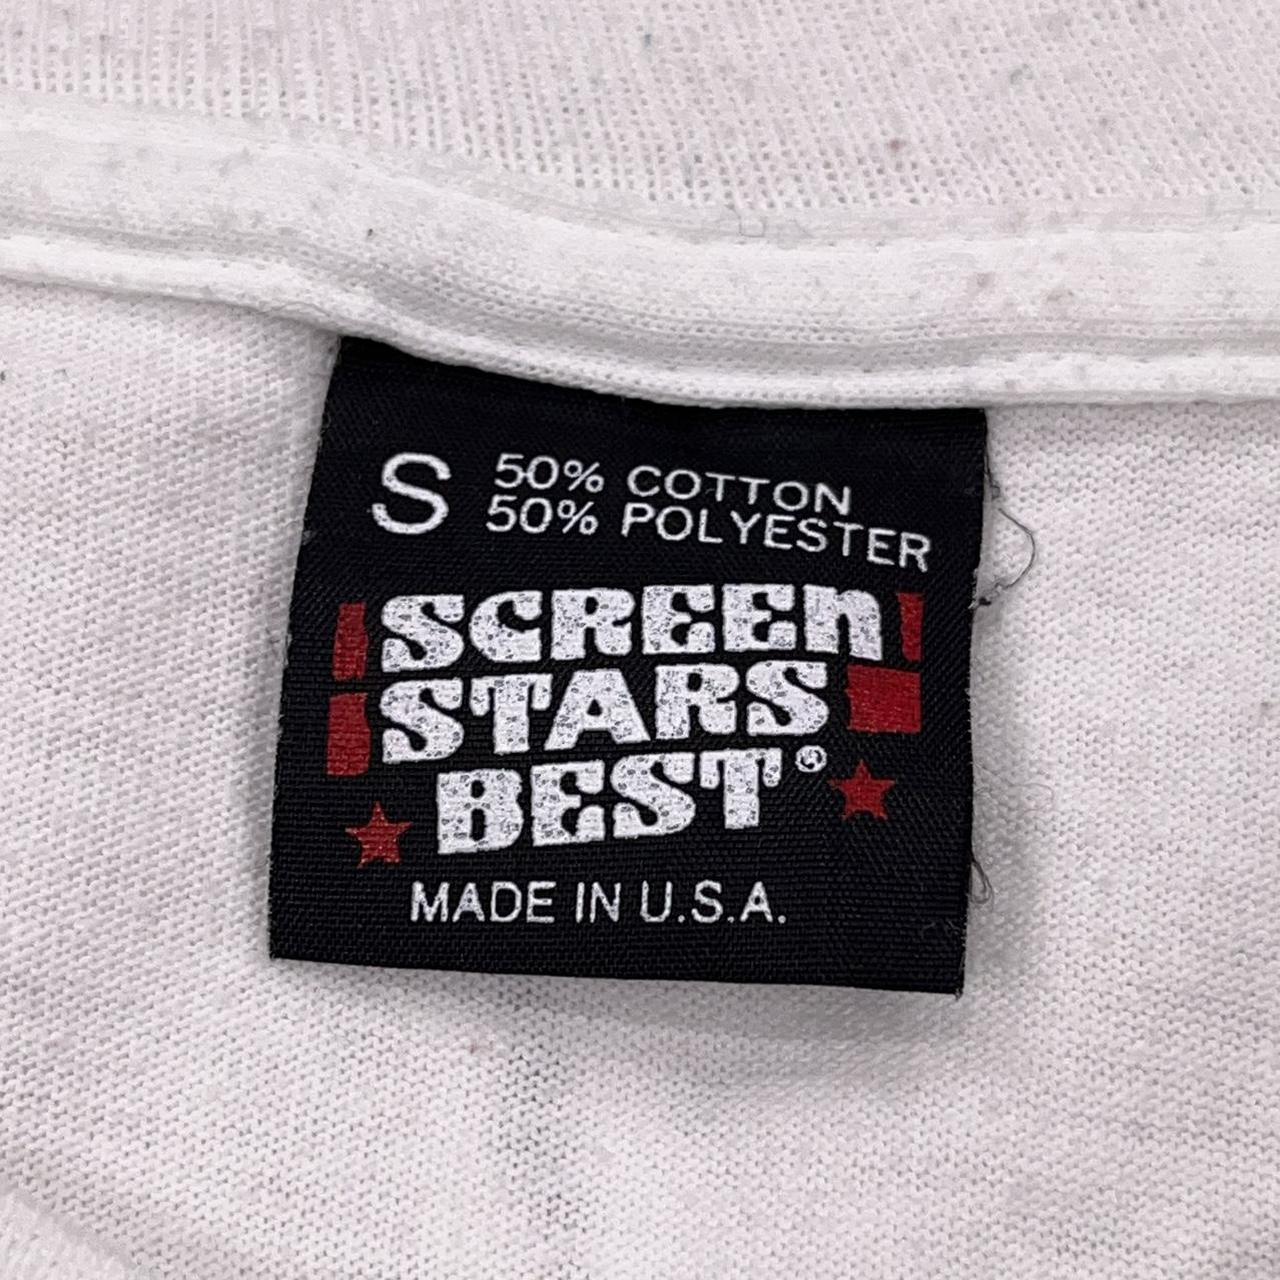 S 50% COTTON
50% POLYESTER
SCREEN
STARS
BEST®
MADE IN U.S.A.